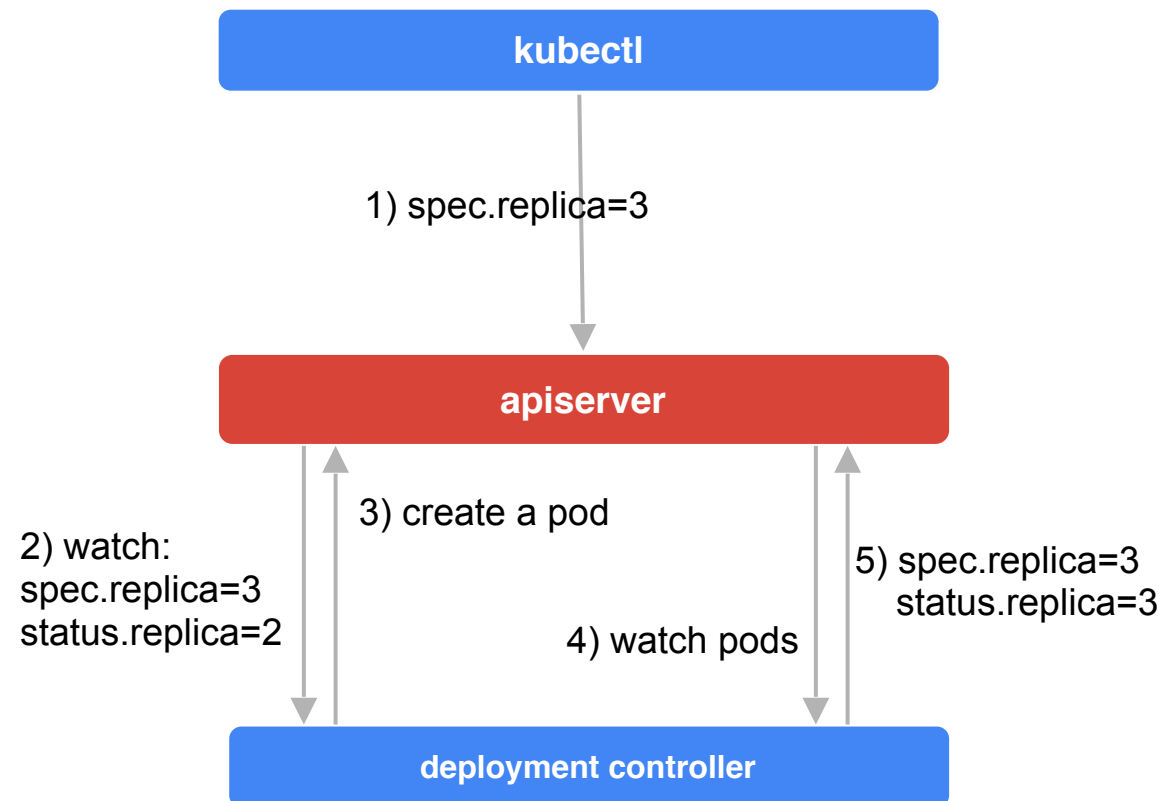 kubectl
1) spec.replica=3
apiserver
3) create a pod
2) watch:
spec.replica=3
status.replica=2
5) spec.replica=3
status.replica=3
4) watch pods
deployment controller